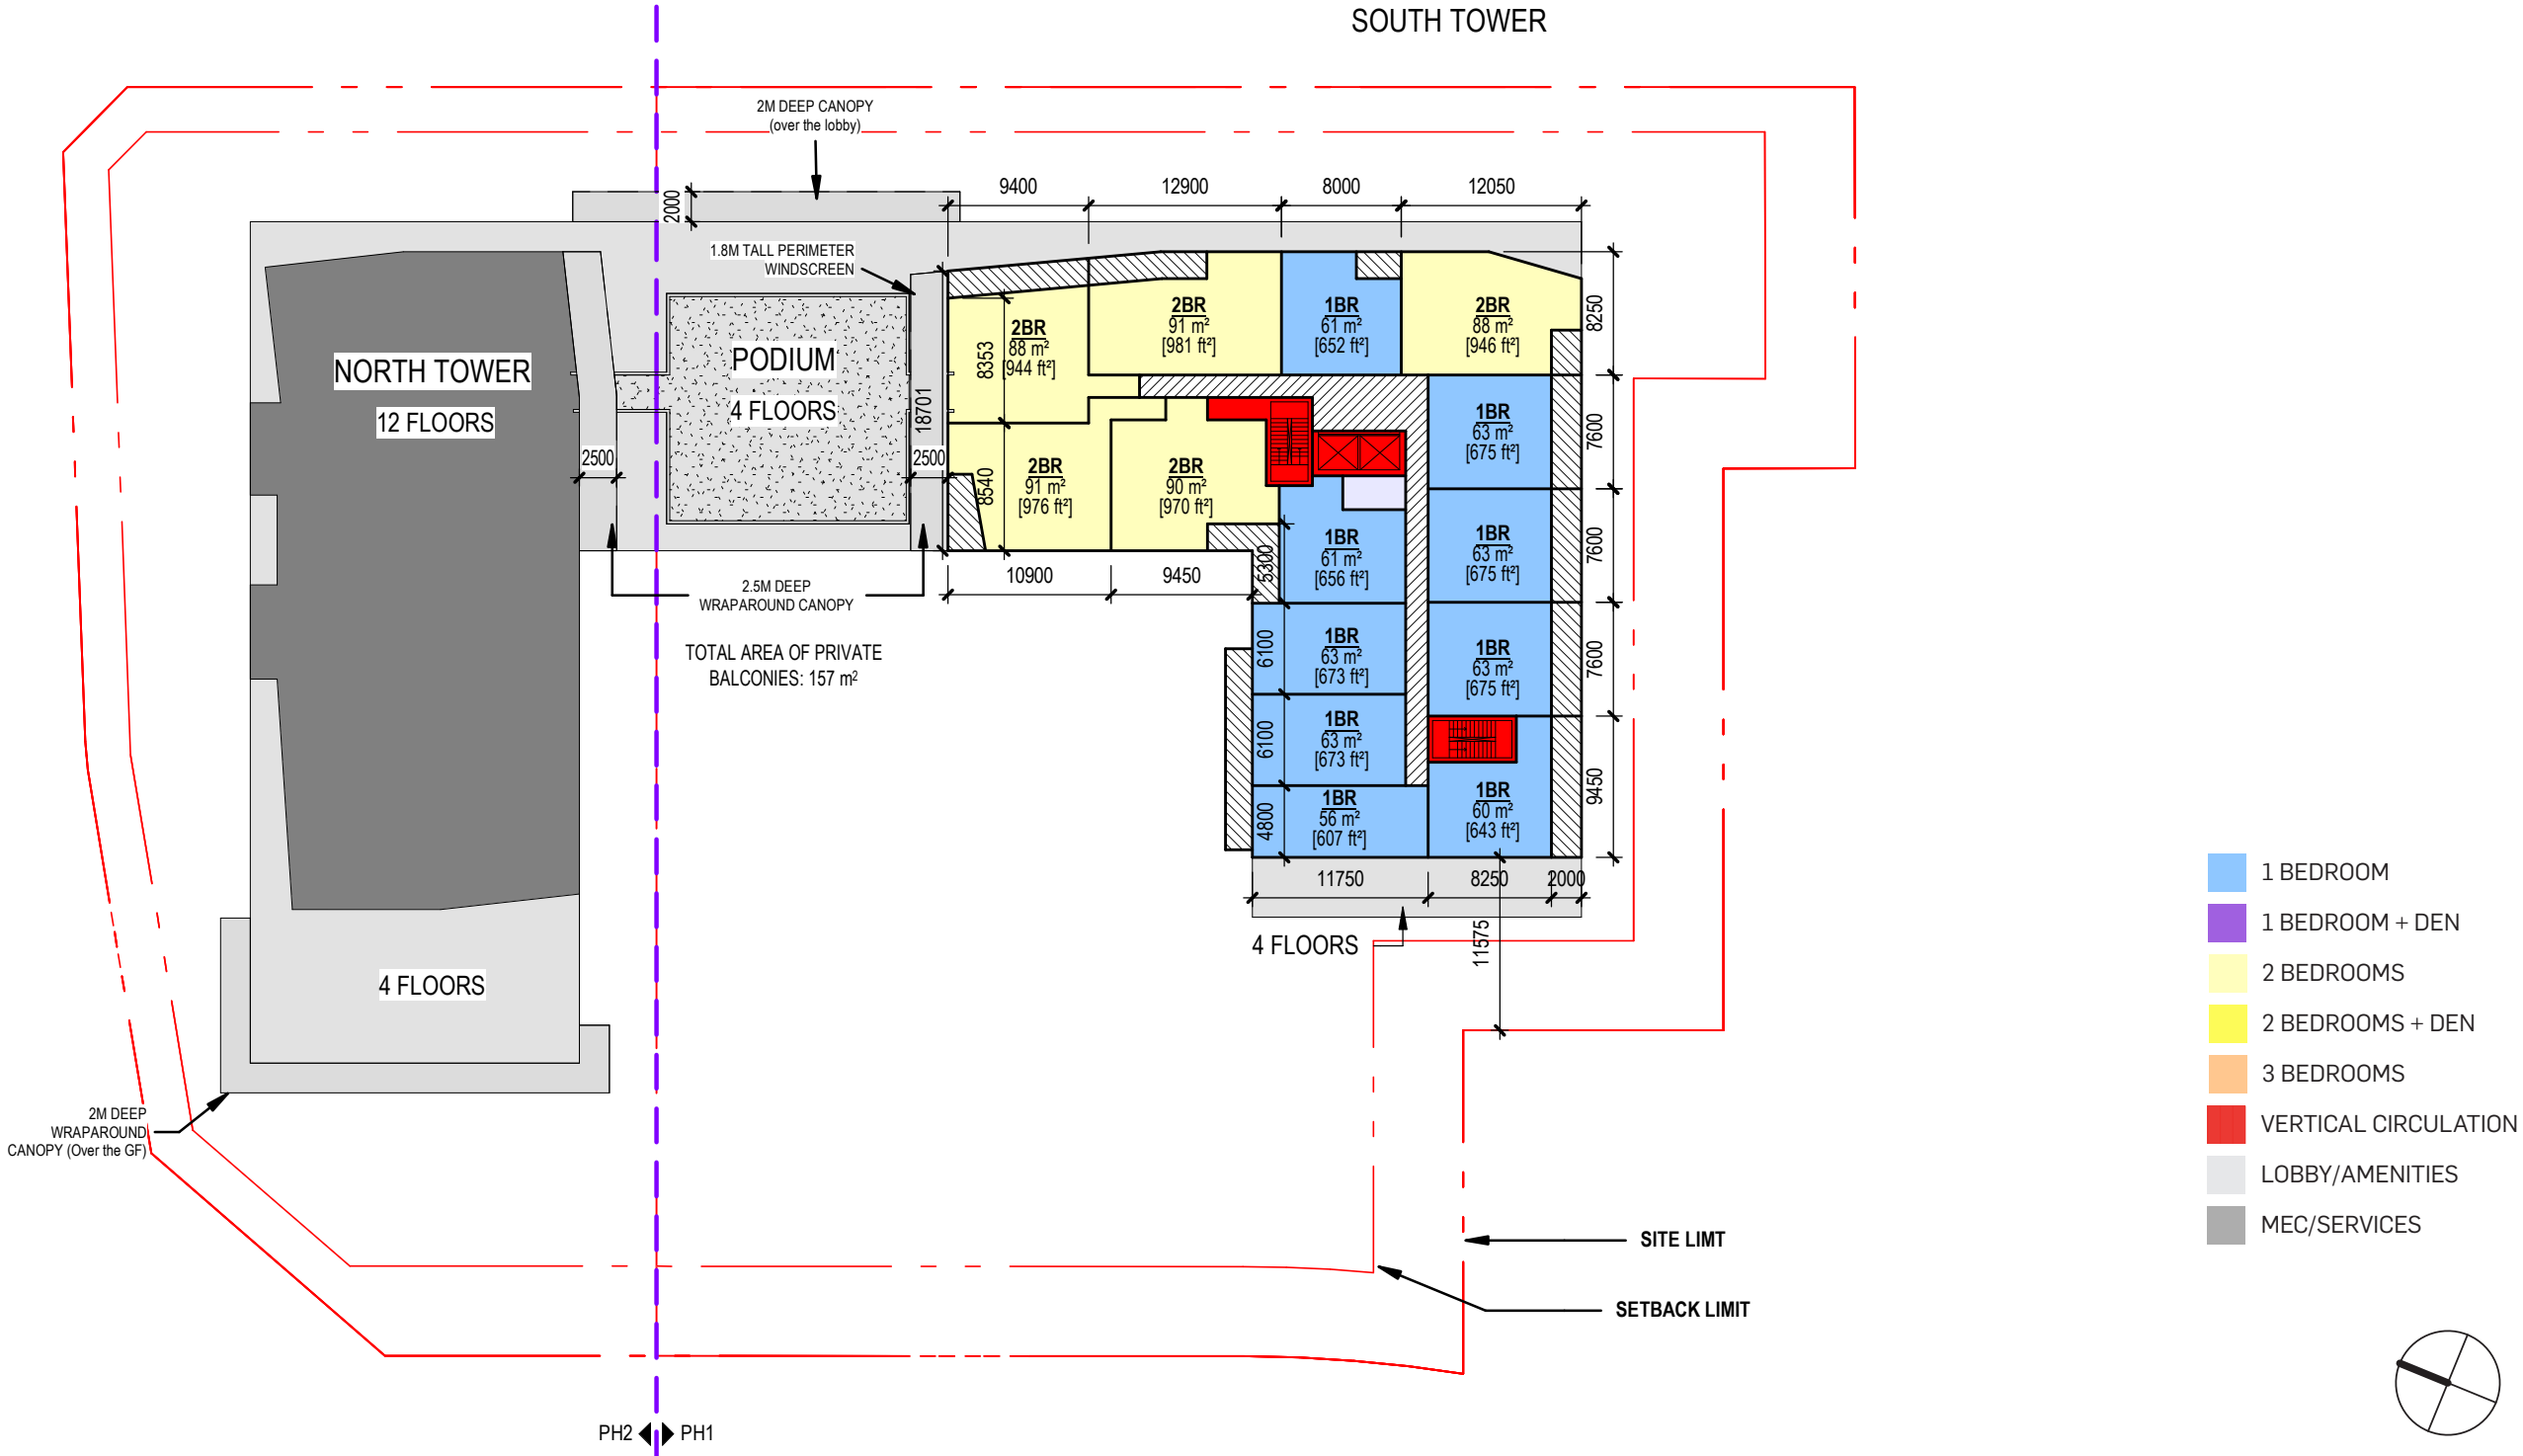 SOUTH TOWER
2M DEEP CANOPY
(over the lobby)
9400
12900
8000
12050
2000
1.8M TALL PERIMETER
WINDSCREEN
NORTH TOWER
12 FLOORS
PODIUM
4 FLOORS
2500
2500
18701
8353
8540
2BR
88 m²
[944 ft²]
2BR
91 m²
[981 ft²]
1BR
61 m²
[652 ft²]
2BR
88 m²
[946 ft²]
8250
2BR
91 m²
[976 ft²]
2BR
90 m²
[970 ft²]
1BR
63 m²
[675 ft²]
7600
1BR
61 m²
[656 ft²]
5300
1BR
63 m²
[675 ft²]
7600
10900
9450
2.5M DEEP
WRAPAROUND CANOPY
TOTAL AREA OF PRIVATE
BALCONIES: 157 m²
6100
1BR
63 m²
[673 ft²]
1BR
63 m²
[675 ft²]
7600
6100
1BR
63 m²
[673 ft²]
4800
1BR
56 m²
[607 ft²]
1BR
60 m²
[643 ft²]
9450
11750
8250
2000
11575
4 FLOORS
4 FLOORS
2M DEEP
WRAPAROUND
CANOPY (Over the GF)
SITE LIMT
SETBACK LIMIT
PH2
PH1
1 BEDROOM
1 BEDROOM + DEN
2 BEDROOMS
2 BEDROOMS + DEN
3 BEDROOMS
VERTICAL CIRCULATION
LOBBY/AMENITIES
MEC/SERVICES